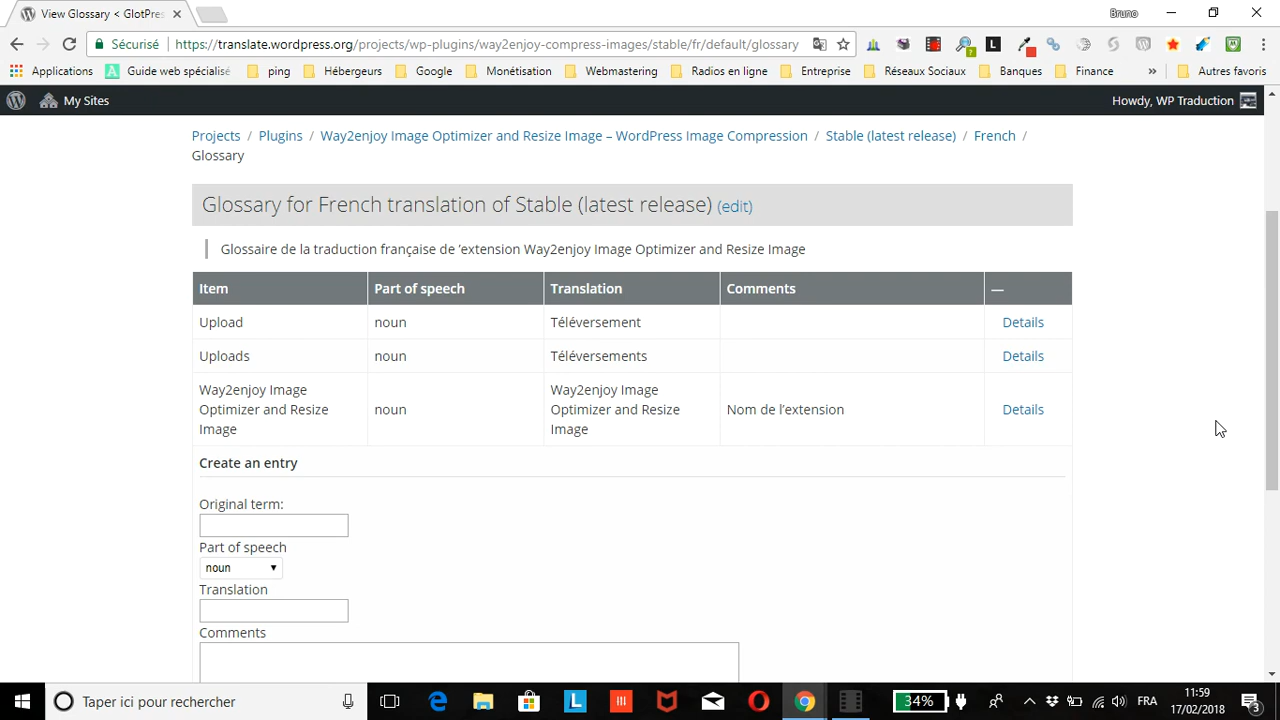 View Glossary < GlotPres
Bruno
Sécurisé
https://translate.wordpress.org/projects/wp-plugins/way2enjoy-compress-images/stable/fr/default/glossary
Applications
Guide web spécialisé
ping
Hébergeurs
Google
Monétisation
Webmastering
Radios en ligne
Entreprise
Réseaux Sociaux
Banques
Finance
»
Autres favoris
My Sites
Howdy, WP Traduction
Projects / Plugins / Way2enjoy Image Optimizer and Resize Image – WordPress Image Compression / Stable (latest release) / French /
Glossary
Glossary for French translation of Stable (latest release) (edit)
Glossaire de la traduction française de ‘extension Way2enjoy Image Optimizer and Resize Image
Item Part of speech Translation Comments —
Upload noun Téléversement Details
Uploads noun Téléversements Details
Way2enjoy Image Optimizer and Resize Image noun Way2enjoy Image Optimizer and Resize Image Nom de l’extension Details
Create an entry
Original term:
Part of speech
noun
Translation
Comments
Taper ici pour rechercher
34%
FRA
11:59
17/02/2018
3